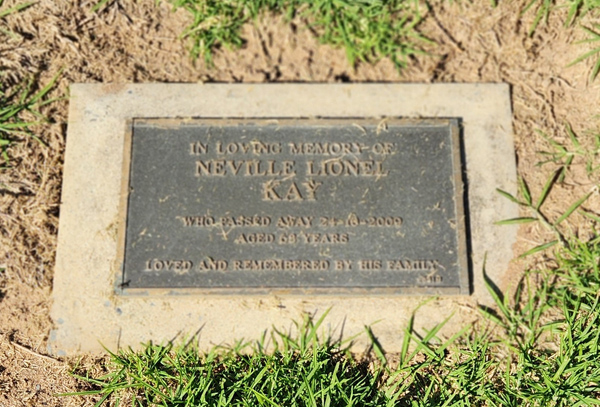 IN LOVING MEMORY OF
NEVILLE LIONEL
KAY
WHO PASSED AWAY
AGED YEARS
LOVED AND REMEMBERED BY HIS FAMILY